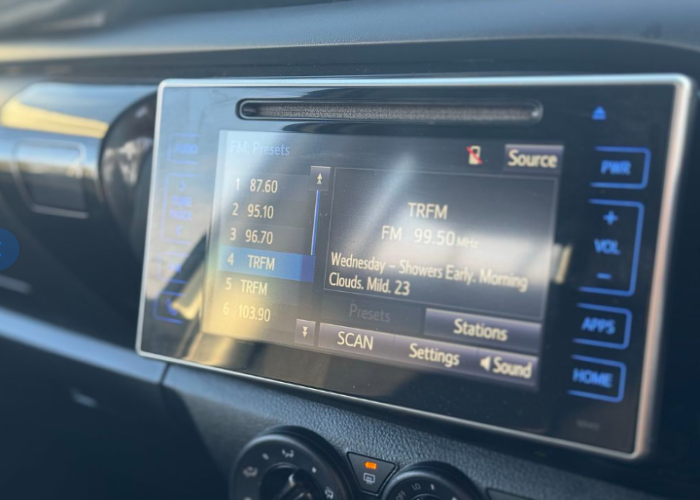 FM: Presets
Source
1 87.60
2 95.10
3 96.70
4 TRFM
5 TRFM
6 103.90
TRFM
FM 99.50 MHz
Wednesday - Showers Early. Morning
Clouds. Mild. 23
Presets
Stations
SCAN
Settings
Sound
AUDIO
PWR
+
VOL
-
APPS
HOME